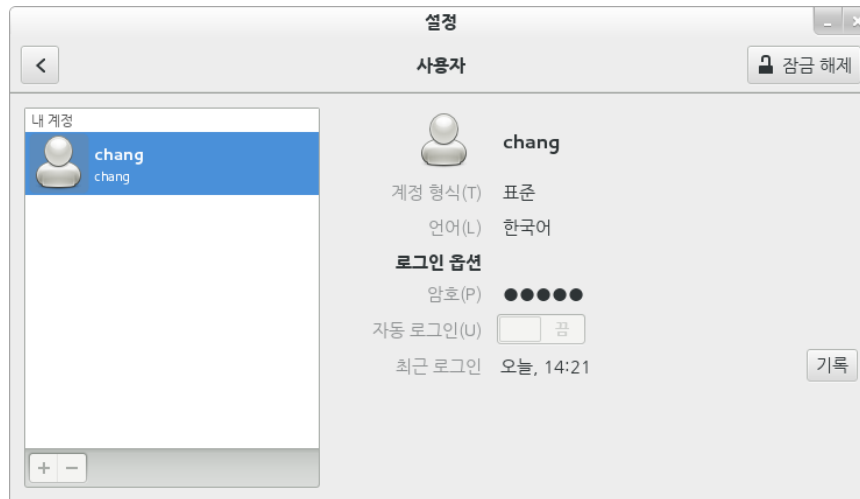 설정
사용자
잠금 해제
내 계정
chang
chang
chang
계정 형식(T) 표준
언어(L) 한국어
로그인 옵션
암호(P) ●●●●●
자동 로그인(U) 끔
최근 로그인 오늘, 14:21
기록